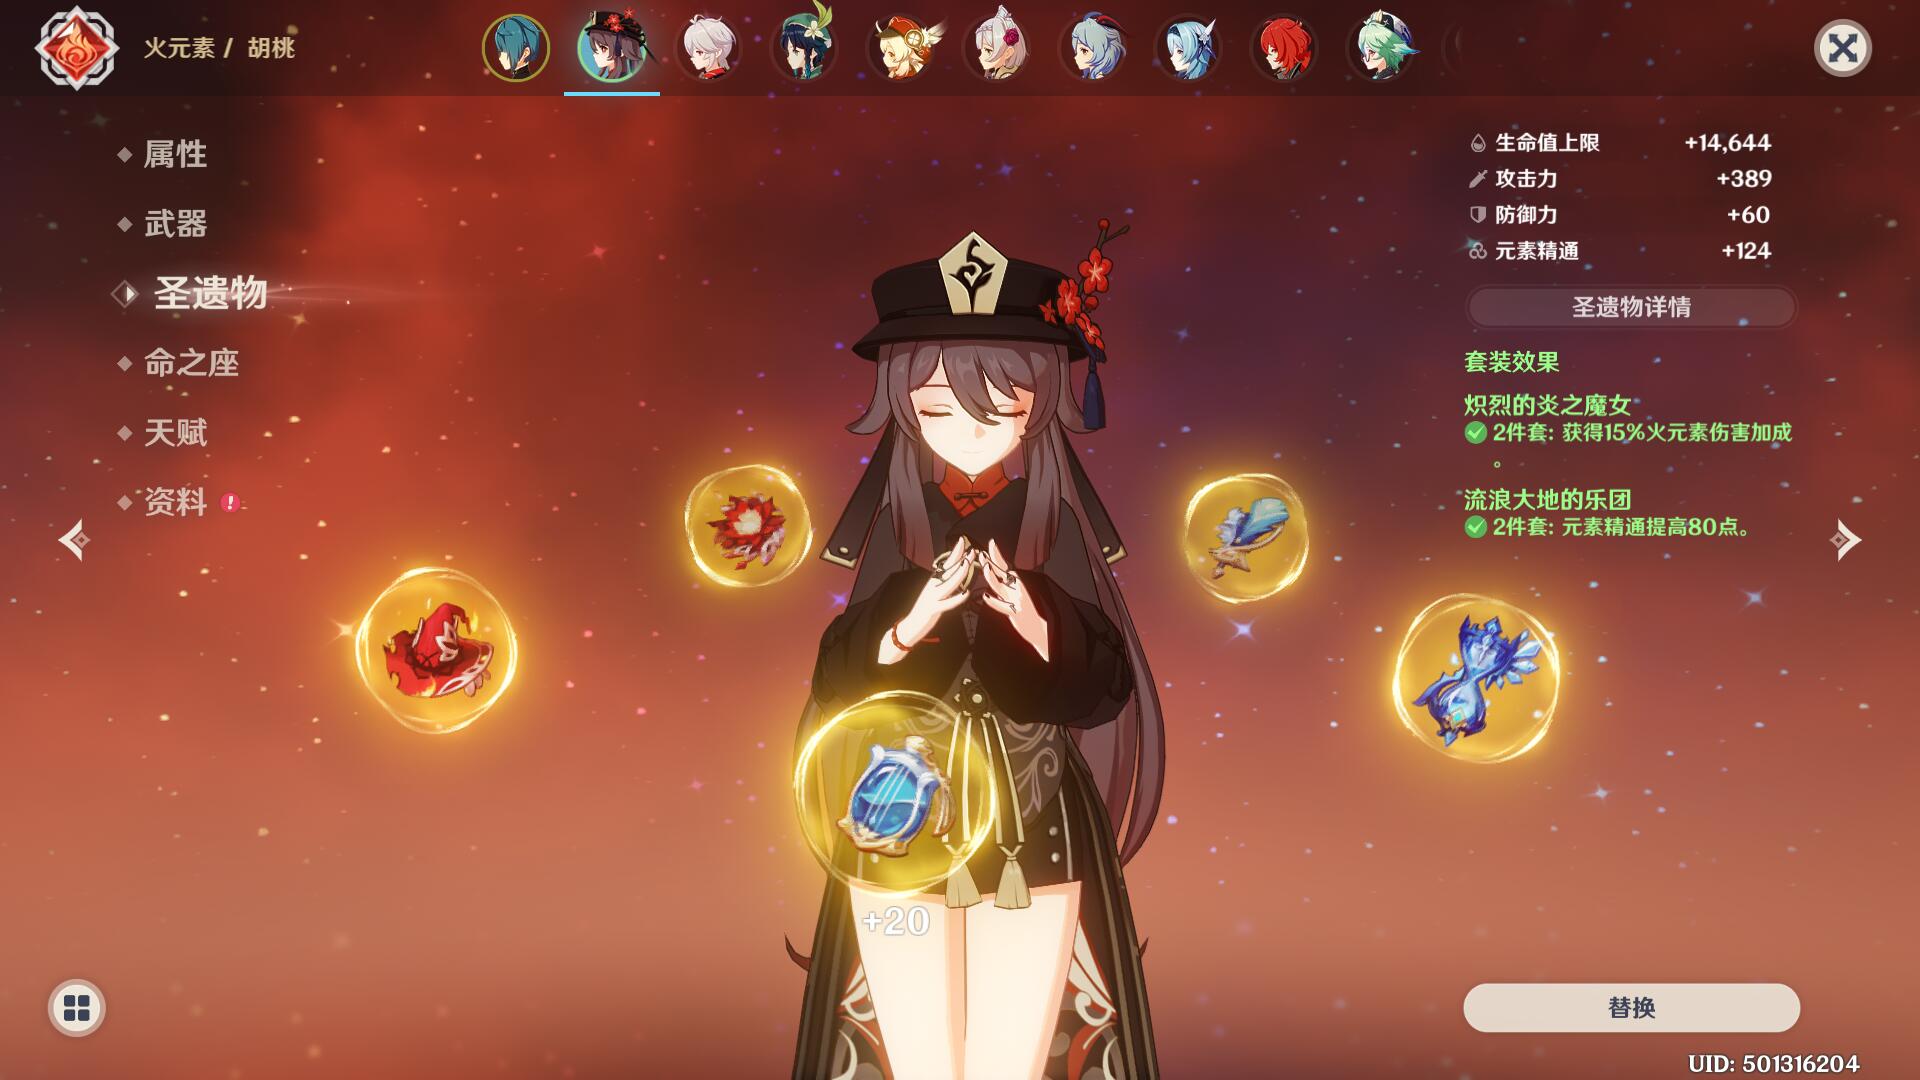 火元素 / 胡桃
属性
武器
圣遗物
命之座
天赋
资料
生命值上限 +14,644
攻击力 +389
防御力 +60
元素精通 +124
圣遗物详情
套装效果
炽烈的炎之魔女
2件套: 获得15%火元素伤害加成
。
流浪大地的乐团
2件套: 元素精通提高80点。
+20
替换
UID: 501316204